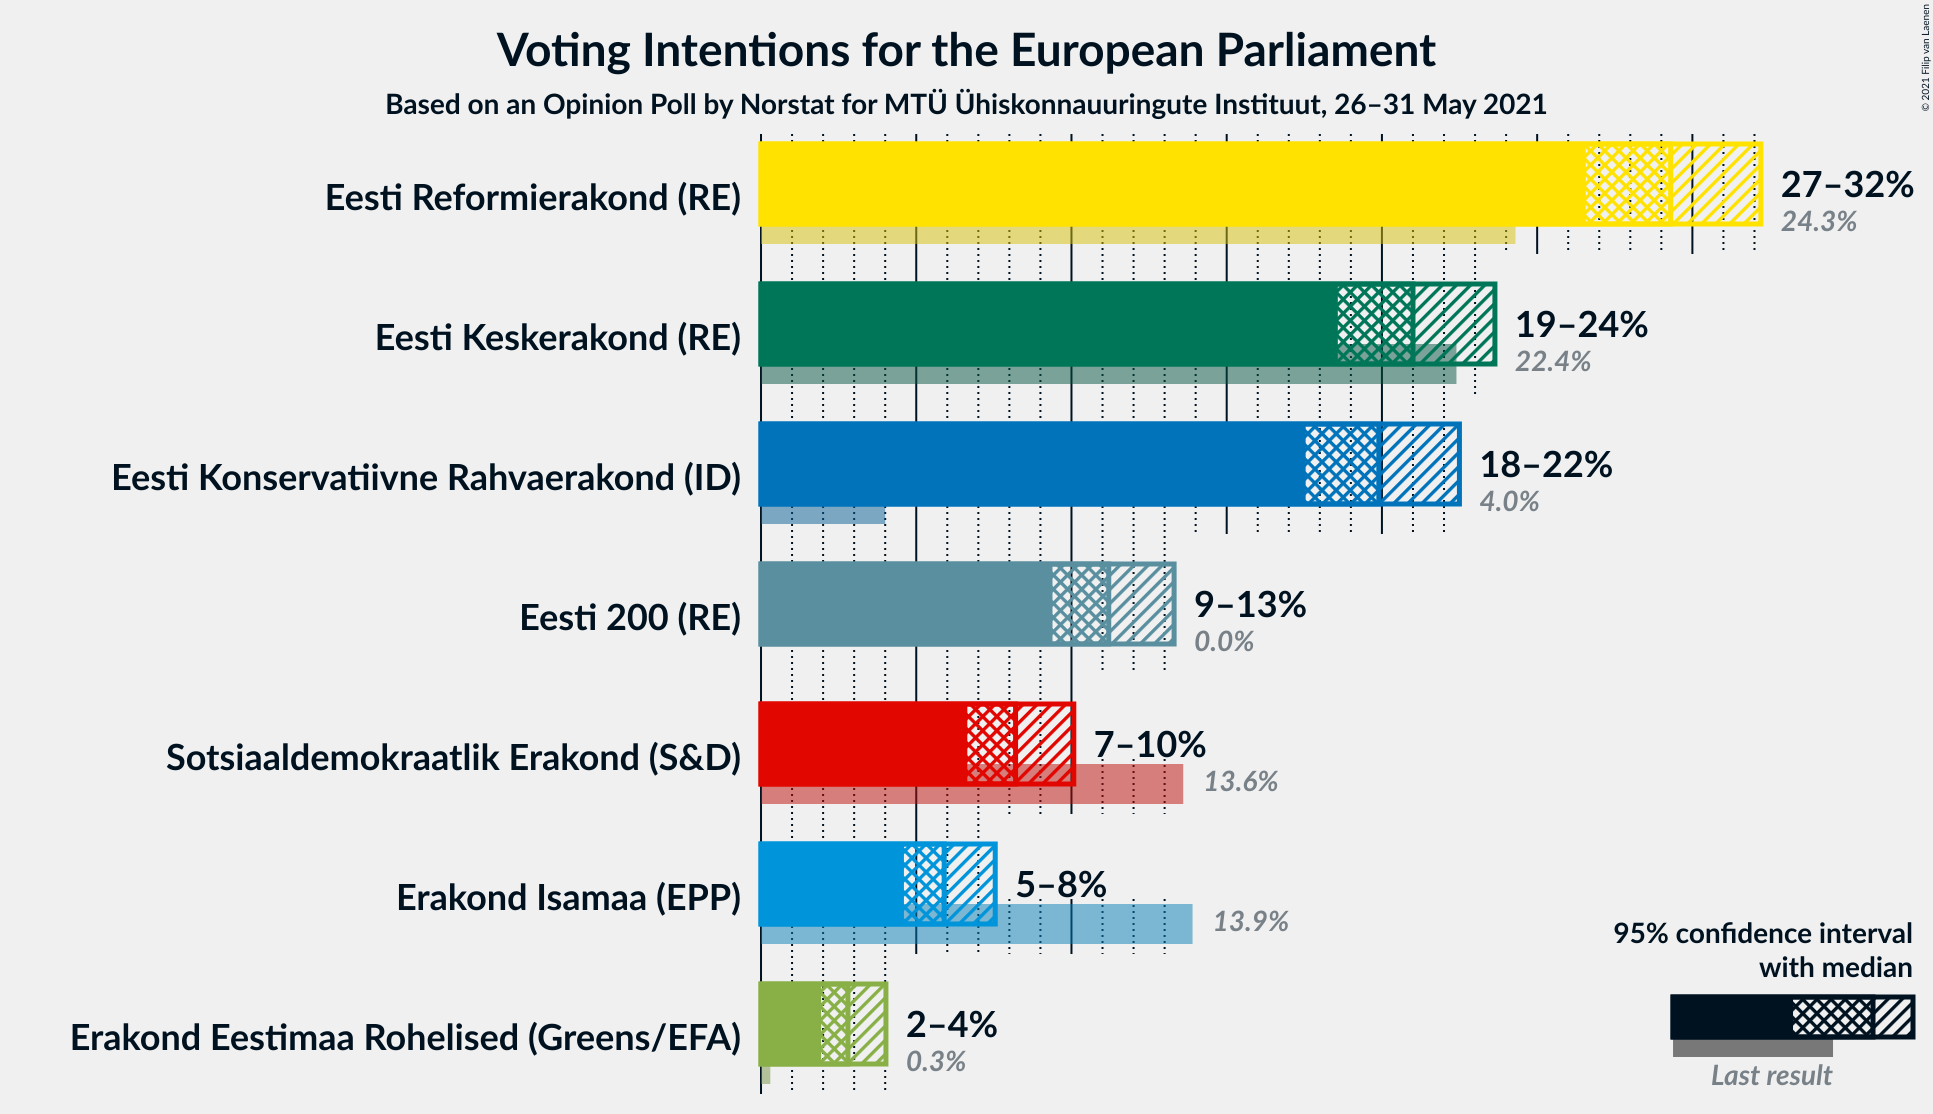 Voting Intentions for the European Parliament
Based on an Opinion Poll by Norstat for MTÜ Ühiskonnauuringute Instituut, 26–31 May 2021
© 2021 Filip van Laenen
Eesti Reformierakond (RE)
27–32%
24.3%
Eesti Keskerakond (RE)
19–24%
22.4%
Eesti Konservatiivne Rahvaerakond (ID)
18–22%
4.0%
Eesti 200 (RE)
9–13%
0.0%
Sotsiaaldemokraatlik Erakond (S&D)
7–10%
13.6%
Erakond Isamaa (EPP)
5–8%
13.9%
Erakond Eestimaa Rohelised (Greens/EFA)
2–4%
0.3%
95% confidence interval
with median
Last result